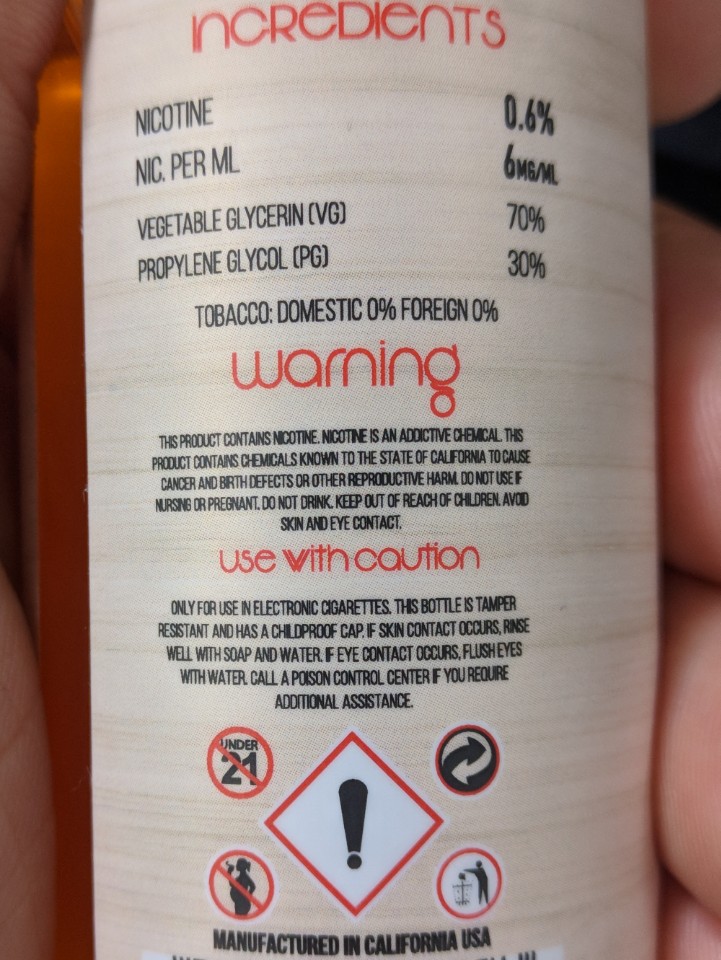 INGREDIENTS
NICOTINE 0.6%
NIC. PER ML 6MG/ML
VEGETABLE GLYCERIN (VG) 70%
PROPYLENE GLYCOL (PG) 30%
TOBACCO: DOMESTIC 0% FOREIGN 0%
warning
THIS PRODUCT CONTAINS NICOTINE. NICOTINE IS AN ADDICTIVE CHEMICAL. THIS
PRODUCT CONTAINS CHEMICALS KNOWN TO THE STATE OF CALIFORNIA TO CAUSE
CANCER AND BIRTH DEFECTS OR OTHER REPRODUCTIVE HARM. DO NOT USE IF
NURSING OR PREGNANT. DO NOT DRINK. KEEP OUT OF REACH OF CHILDREN. AVOID
SKIN AND EYE CONTACT.
use with caution
ONLY FOR USE IN ELECTRONIC CIGARETTES. THIS BOTTLE IS TAMPER
RESISTANT AND HAS A CHILDPROOF CAP. IF SKIN CONTACT OCCURS, RINSE
WELL WITH SOAP AND WATER. IF EYE CONTACT OCCURS, FLUSH EYES
WITH WATER. CALL A POISON CONTROL CENTER IF YOU REQUIRE
ADDITIONAL ASSISTANCE.
UNDER
21
!
MANUFACTURED IN CALIFORNIA USA